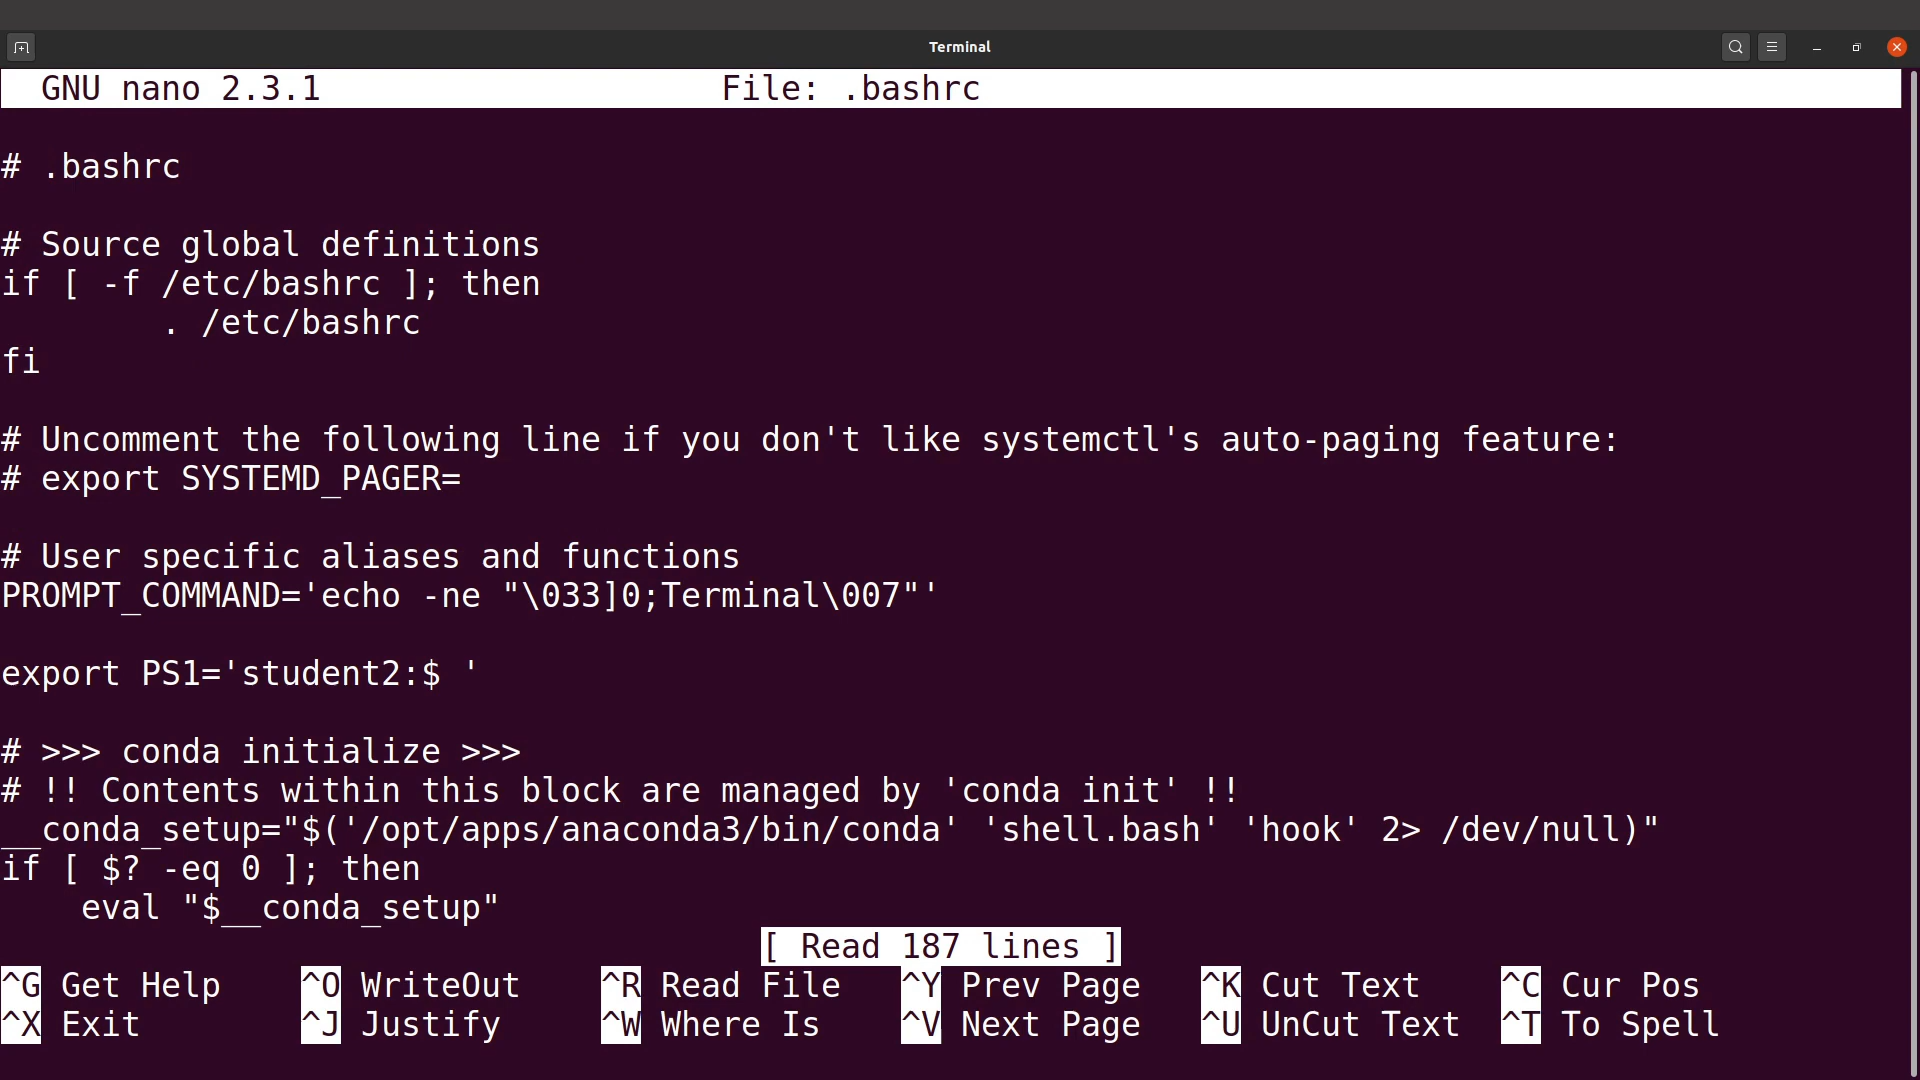 Terminal
GNU nano 2.3.1 File: .bashrc
# .bashrc
# Source global definitions
if [ -f /etc/bashrc ]; then
        . /etc/bashrc
fi
# Uncomment the following line if you don't like systemctl's auto-paging feature:
# export SYSTEMD_PAGER=
# User specific aliases and functions
PROMPT_COMMAND='echo -ne "\033]0;Terminal\007"'
export PS1='student2:$ '
# >>> conda initialize >>>
# !! Contents within this block are managed by 'conda init' !!
__conda_setup="$('/opt/apps/anaconda3/bin/conda' 'shell.bash' 'hook' 2> /dev/null)"
if [ $? -eq 0 ]; then
    eval "$__conda_setup"
[ Read 187 lines ]
^G Get Help ^O WriteOut ^R Read File ^Y Prev Page ^K Cut Text ^C Cur Pos
^X Exit ^J Justify ^W Where Is ^V Next Page ^U UnCut Text ^T To Spell